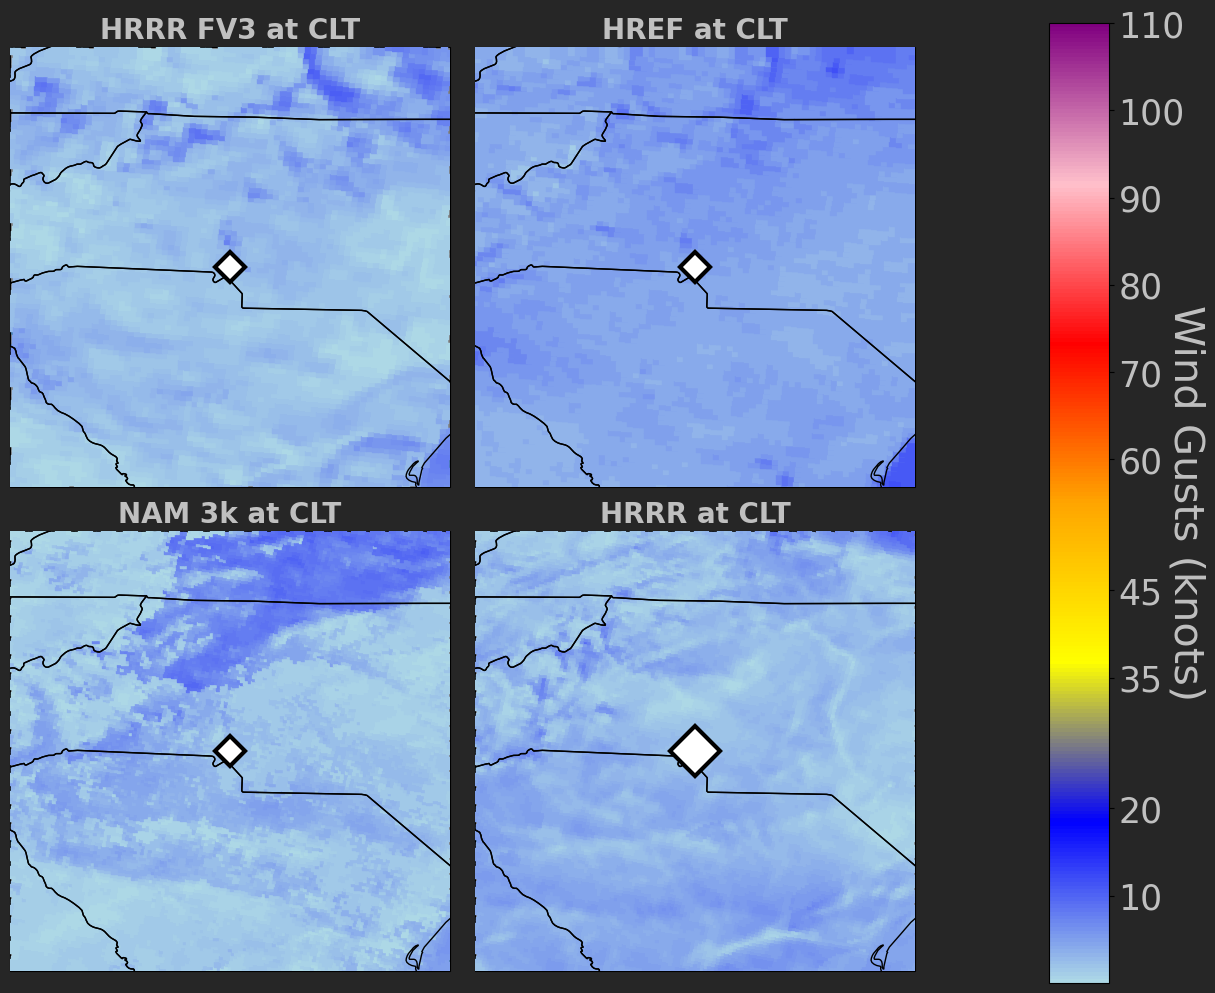 HRRR FV3 at CLT
HREF at CLT
NAM 3k at CLT
HRRR at CLT
110
100
90
80
70
60
45
35
20
10
Wind Gusts (knots)